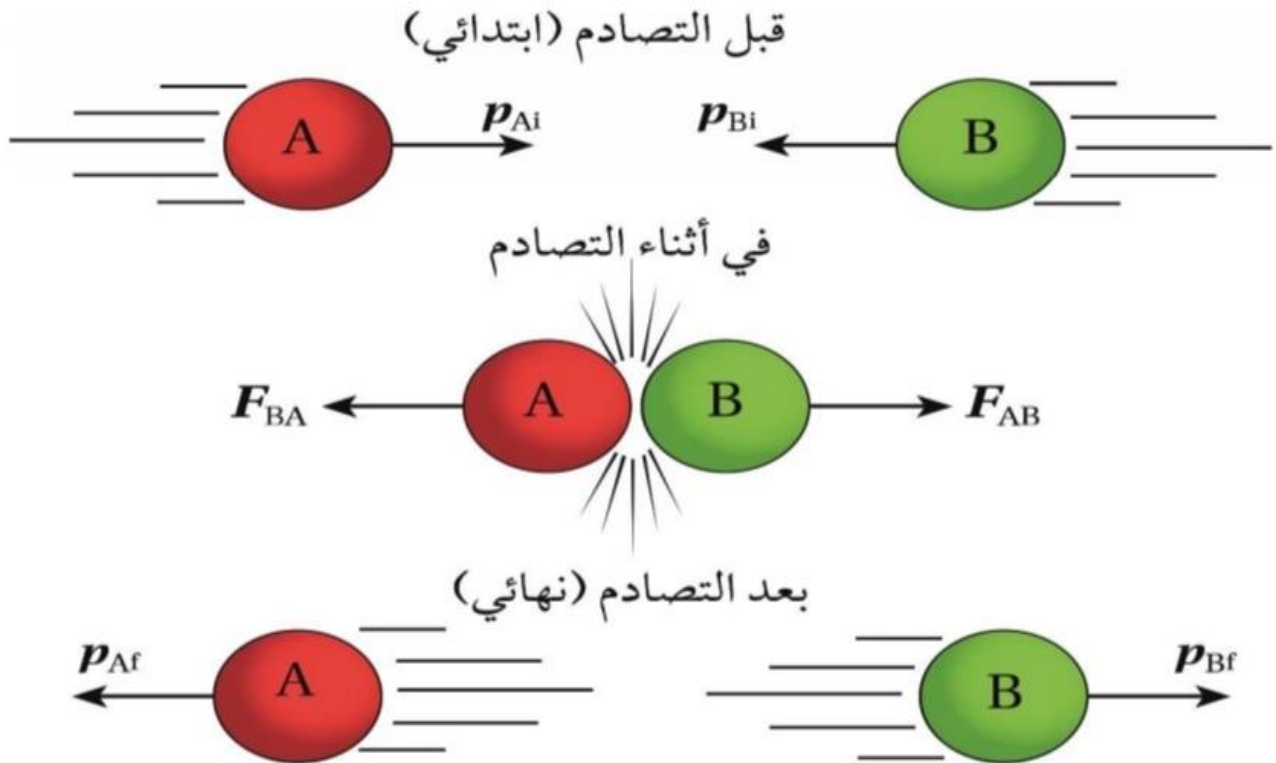 قبل التصادم (ابتدائي)
A p_Ai p_Bi B
في أثناء التصادم
F_BA A B F_AB
بعد التصادم (نهائي)
p_Af A B p_Bf